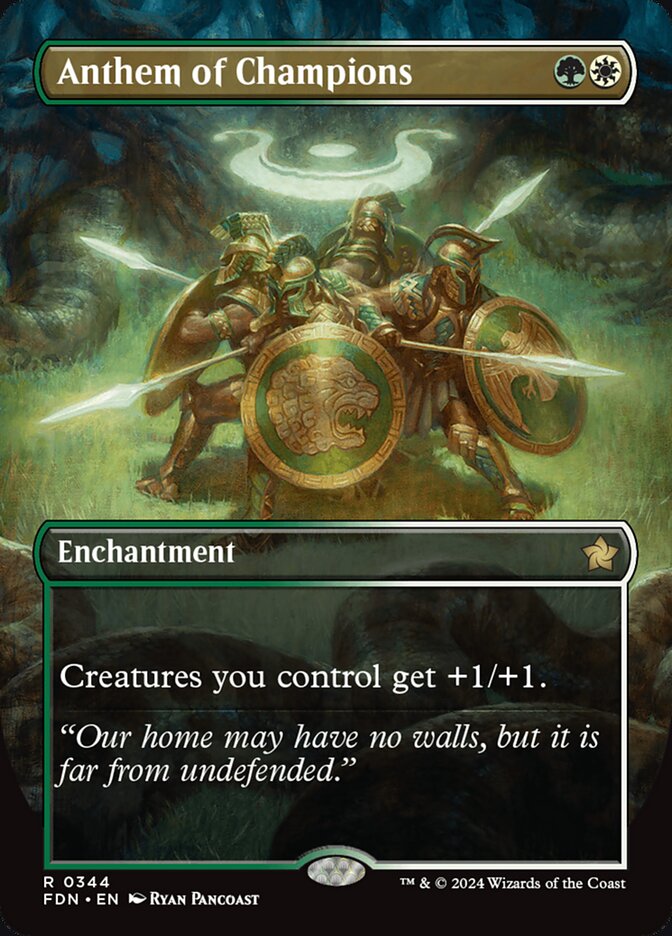 Anthem of Champions
Enchantment
Creatures you control get +1/+1.
“Our home may have no walls, but it is
far from undefended.”
R 0344
FDN • EN Ryan Pancoast
™ & © 2024 Wizards of the Coast